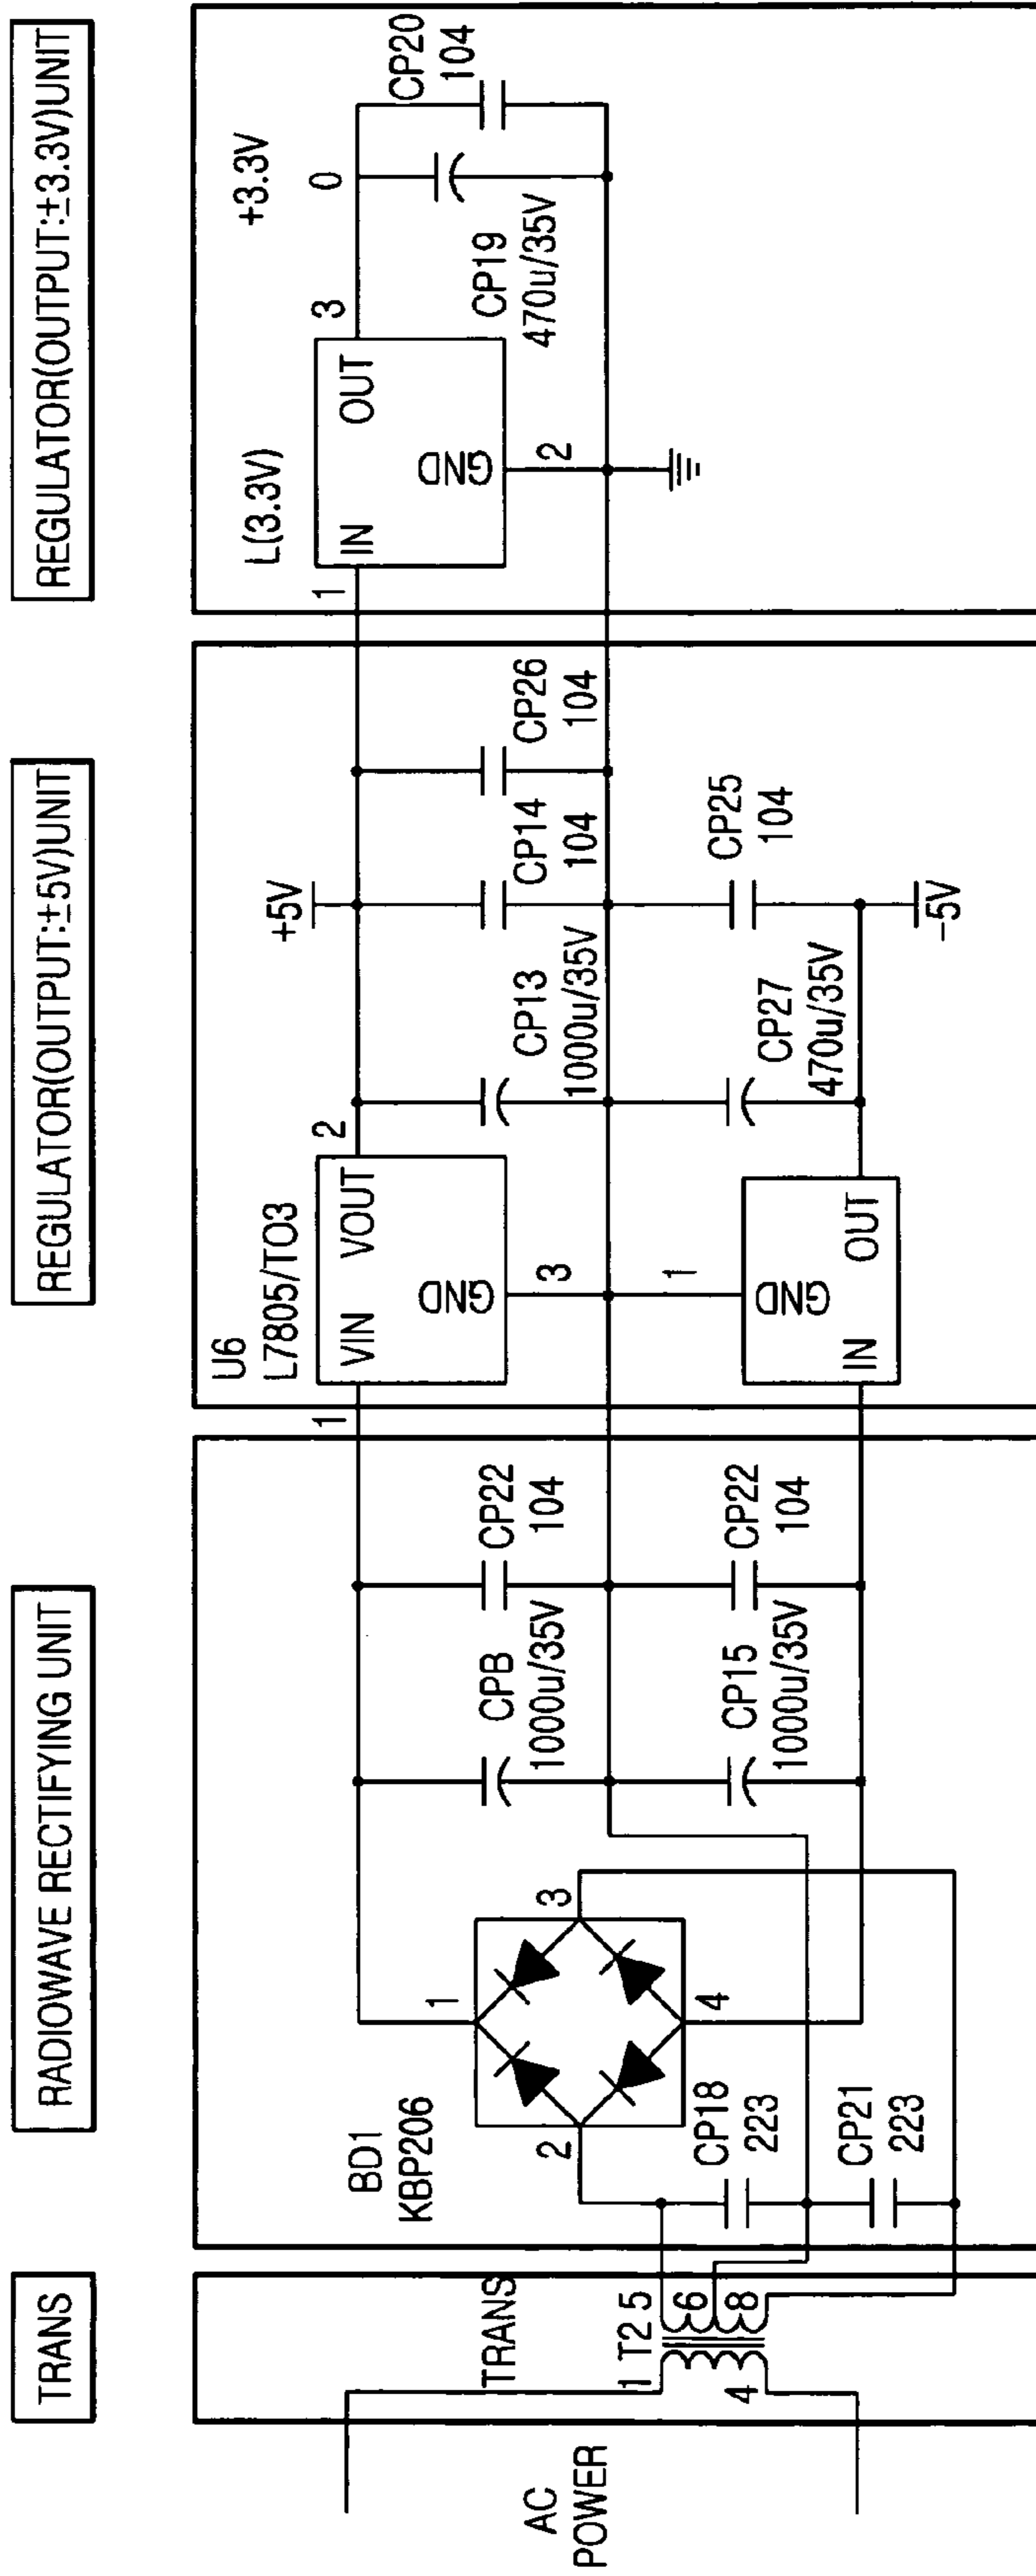 TRANS
RADIOWAVE RECTIFYING UNIT
REGULATOR(OUTPUT:±5V)UNIT
REGULATOR(OUTPUT:±3.3V)UNIT
AC
POWER
TRANS
1
T2
5
6
8
4
BD1
KBP206
1
2
3
4
CP18
223
CP21
223
CPB
1000u/35V
CP22
104
CP15
1000u/35V
CP22
104
U6
L7805/TO3
1
VIN
VOUT
GND
2
3
+5V
CP13
1000u/35V
CP14
104
CP26
104
1
GND
IN
OUT
CP27
470u/35V
CP25
104
-5V
L(3.3V)
1
IN
OUT
GND
3
2
0
+3.3V
CP19
470u/35V
CP20
104